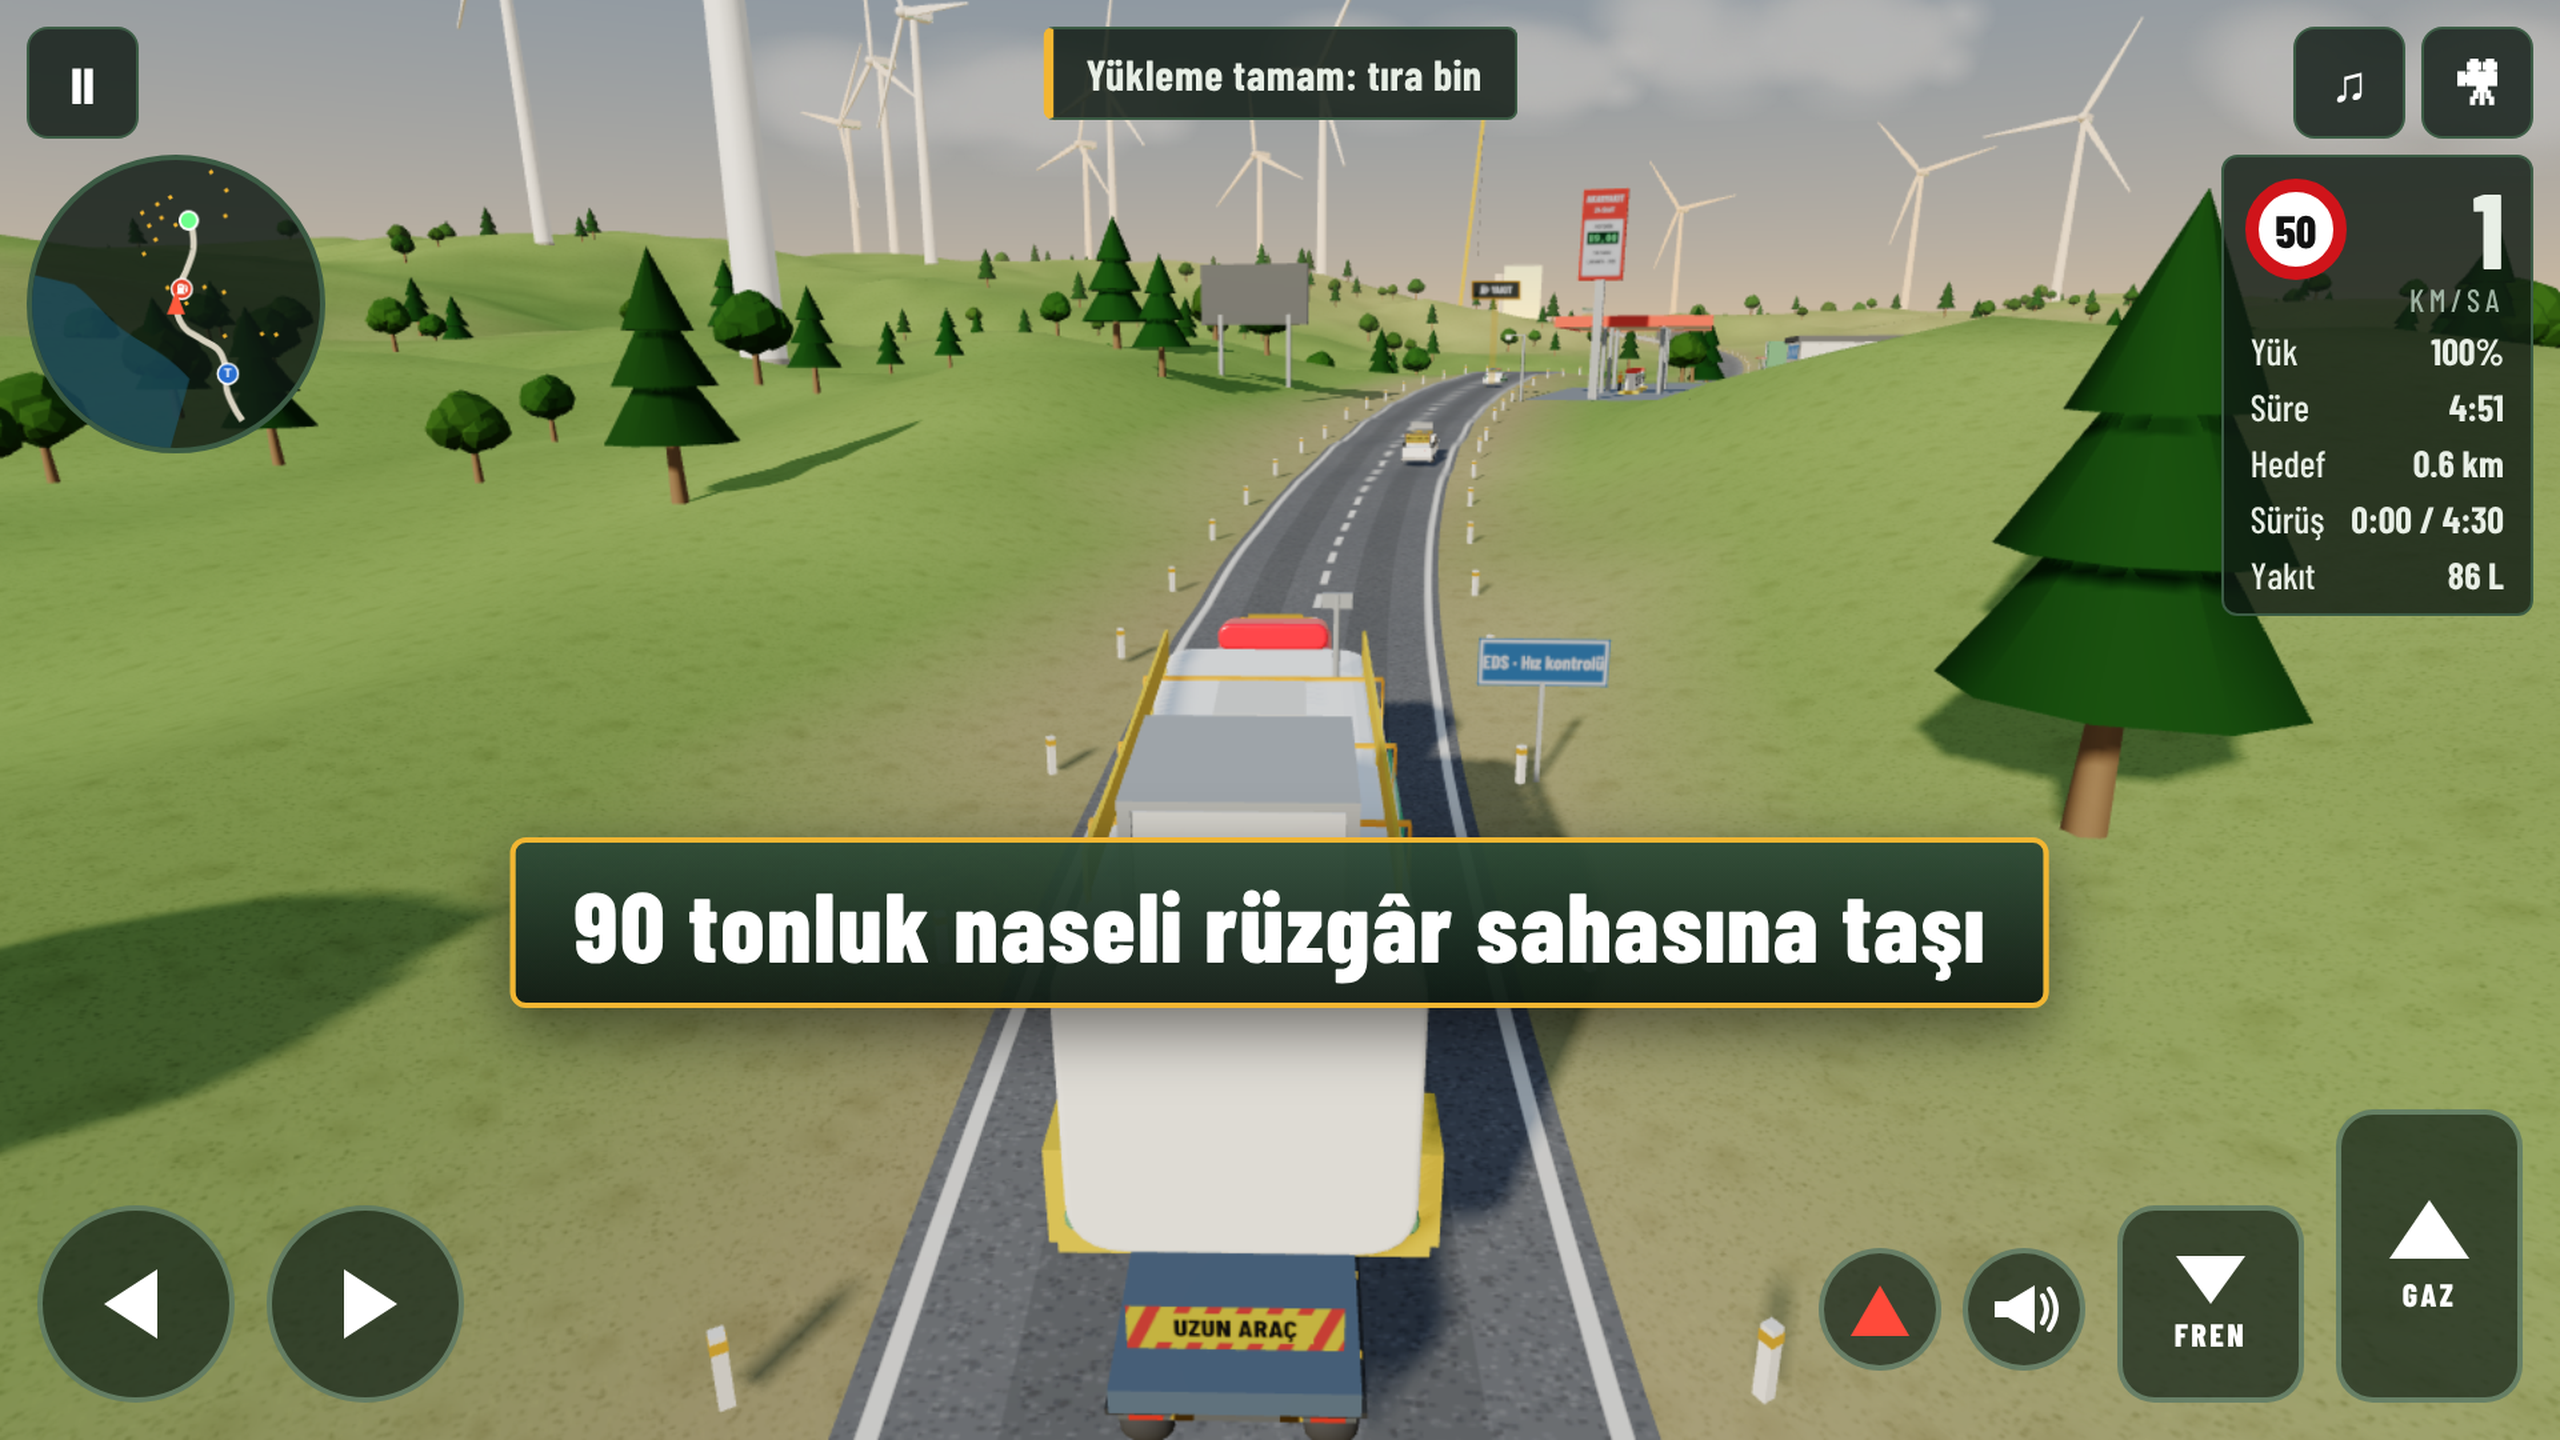 Yükleme tamam: tıra bin
50
1
KM/SA
Yük 100%
Süre 4:51
Hedef 0.6 km
Sürüş 0:00 / 4:30
Yakıt 86 L
T
YAKIT
EDS - Hız kontrolü
90 tonluk naseli rüzgâr sahasına taşı
UZUN ARAÇ
FREN
GAZ